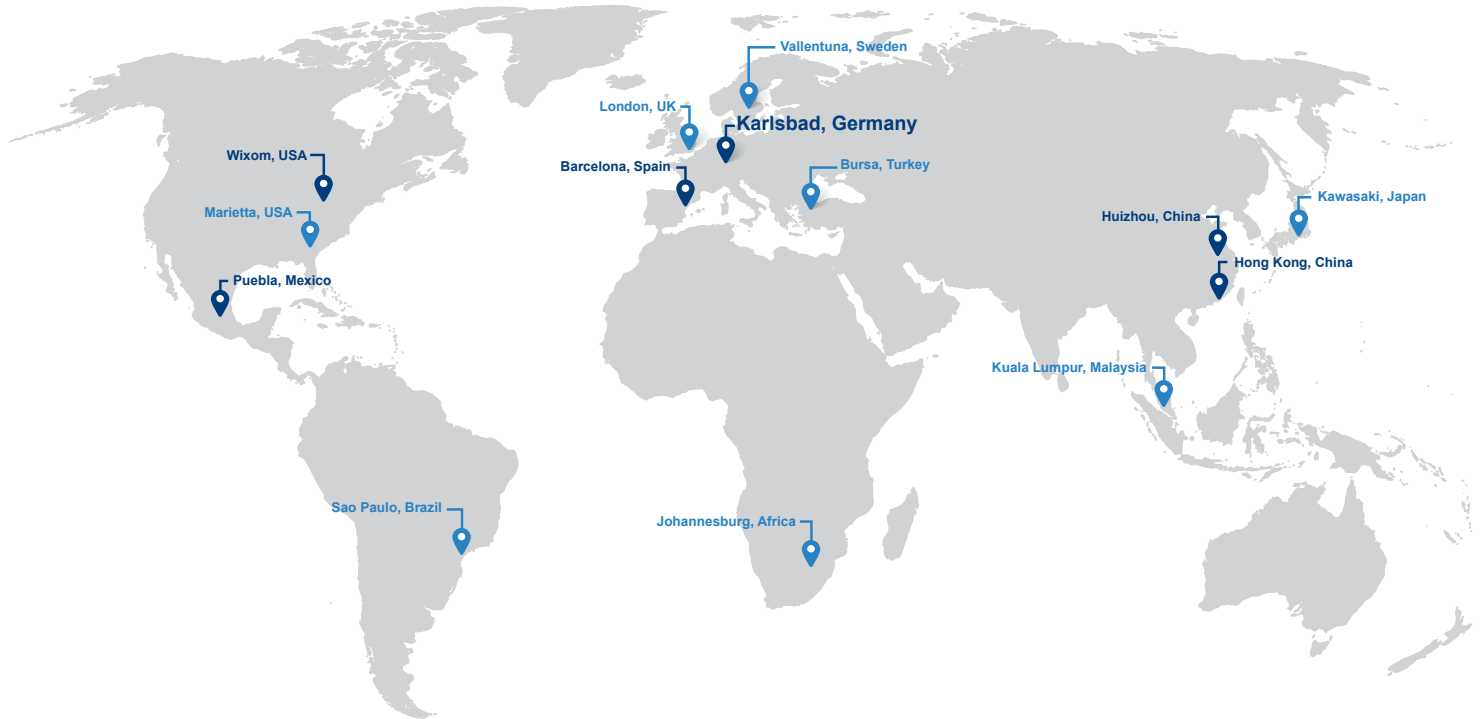 Vallentuna, Sweden
London, UK
Karlsbad, Germany
Wixom, USA
Barcelona, Spain
Bursa, Turkey
Kawasaki, Japan
Marietta, USA
Huizhou, China
Hong Kong, China
Puebla, Mexico
Kuala Lumpur, Malaysia
Sao Paulo, Brazil
Johannesburg, Africa